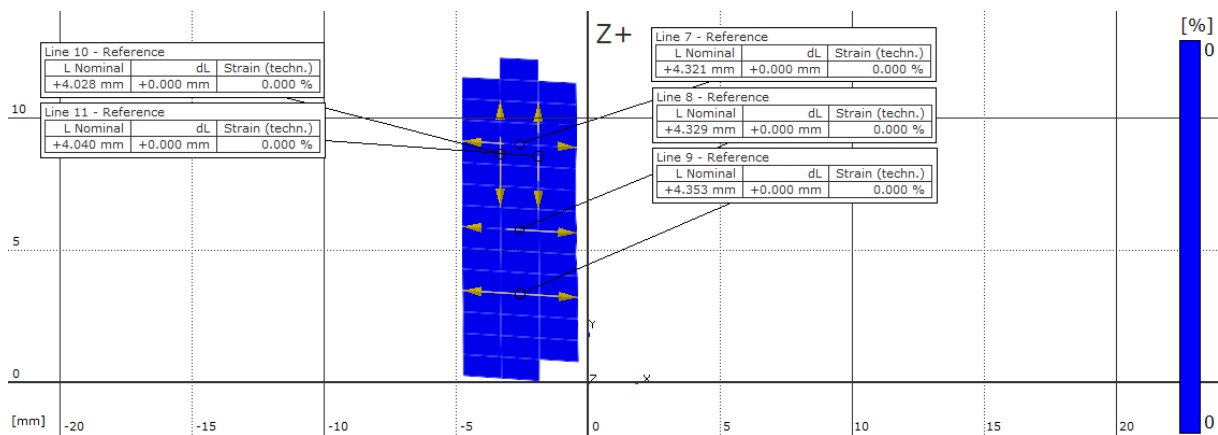 Line 10 - Reference
L Nominal dL Strain (techn.)
+4.028 mm +0.000 mm 0.000 %
Line 11 - Reference
L Nominal dL Strain (techn.)
+4.040 mm +0.000 mm 0.000 %
Z+
Line 7 - Reference
L Nominal dL Strain (techn.)
+4.321 mm +0.000 mm 0.000 %
Line 8 - Reference
L Nominal dL Strain (techn.)
+4.329 mm +0.000 mm 0.000 %
Line 9 - Reference
L Nominal dL Strain (techn.)
+4.353 mm +0.000 mm 0.000 %
[%]
0
0
10
5
0
Y
Z X
[mm] -20 -15 -10 -5 0 5 10 15 20